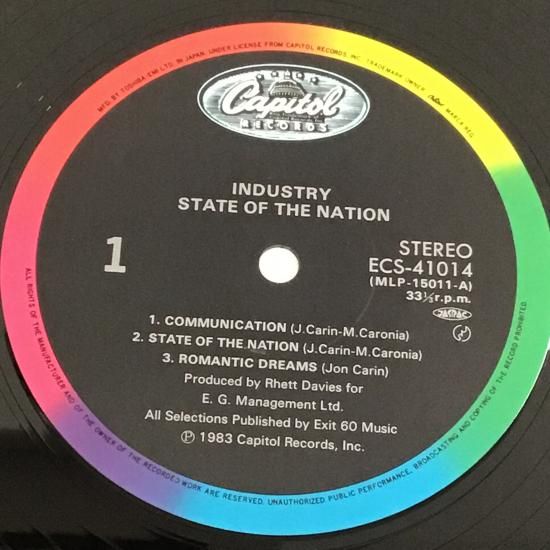 MFD. BY TOSHIBA-EMI LTD. IN JAPAN, UNDER LICENSE FROM CAPITOL RECORDS, INC. TRADEMARK OWNER, Capitol MARCA REG.
Capitol
RECORDS
INDUSTRY
STATE OF THE NATION
1
STEREO
ECS-41014
(MLP-15011-A)
33⅓r.p.m.
JASRAC
1. COMMUNICATION (J.Carin-M.Caronia)
2. STATE OF THE NATION (J.Carin-M.Caronia)
3. ROMANTIC DREAMS (Jon Carin)
Produced by Rhett Davies for
E. G. Management Ltd.
All Selections Published by Exit 60 Music
℗ 1983 Capitol Records, Inc.
ALL RIGHTS OF THE MANUFACTURER AND OF THE OWNER OF THE RECORDED WORK ARE RESERVED. UNAUTHORIZED PUBLIC PERFORMANCE, BROADCASTING AND COPYING OF THE RECORD PROHIBITED.